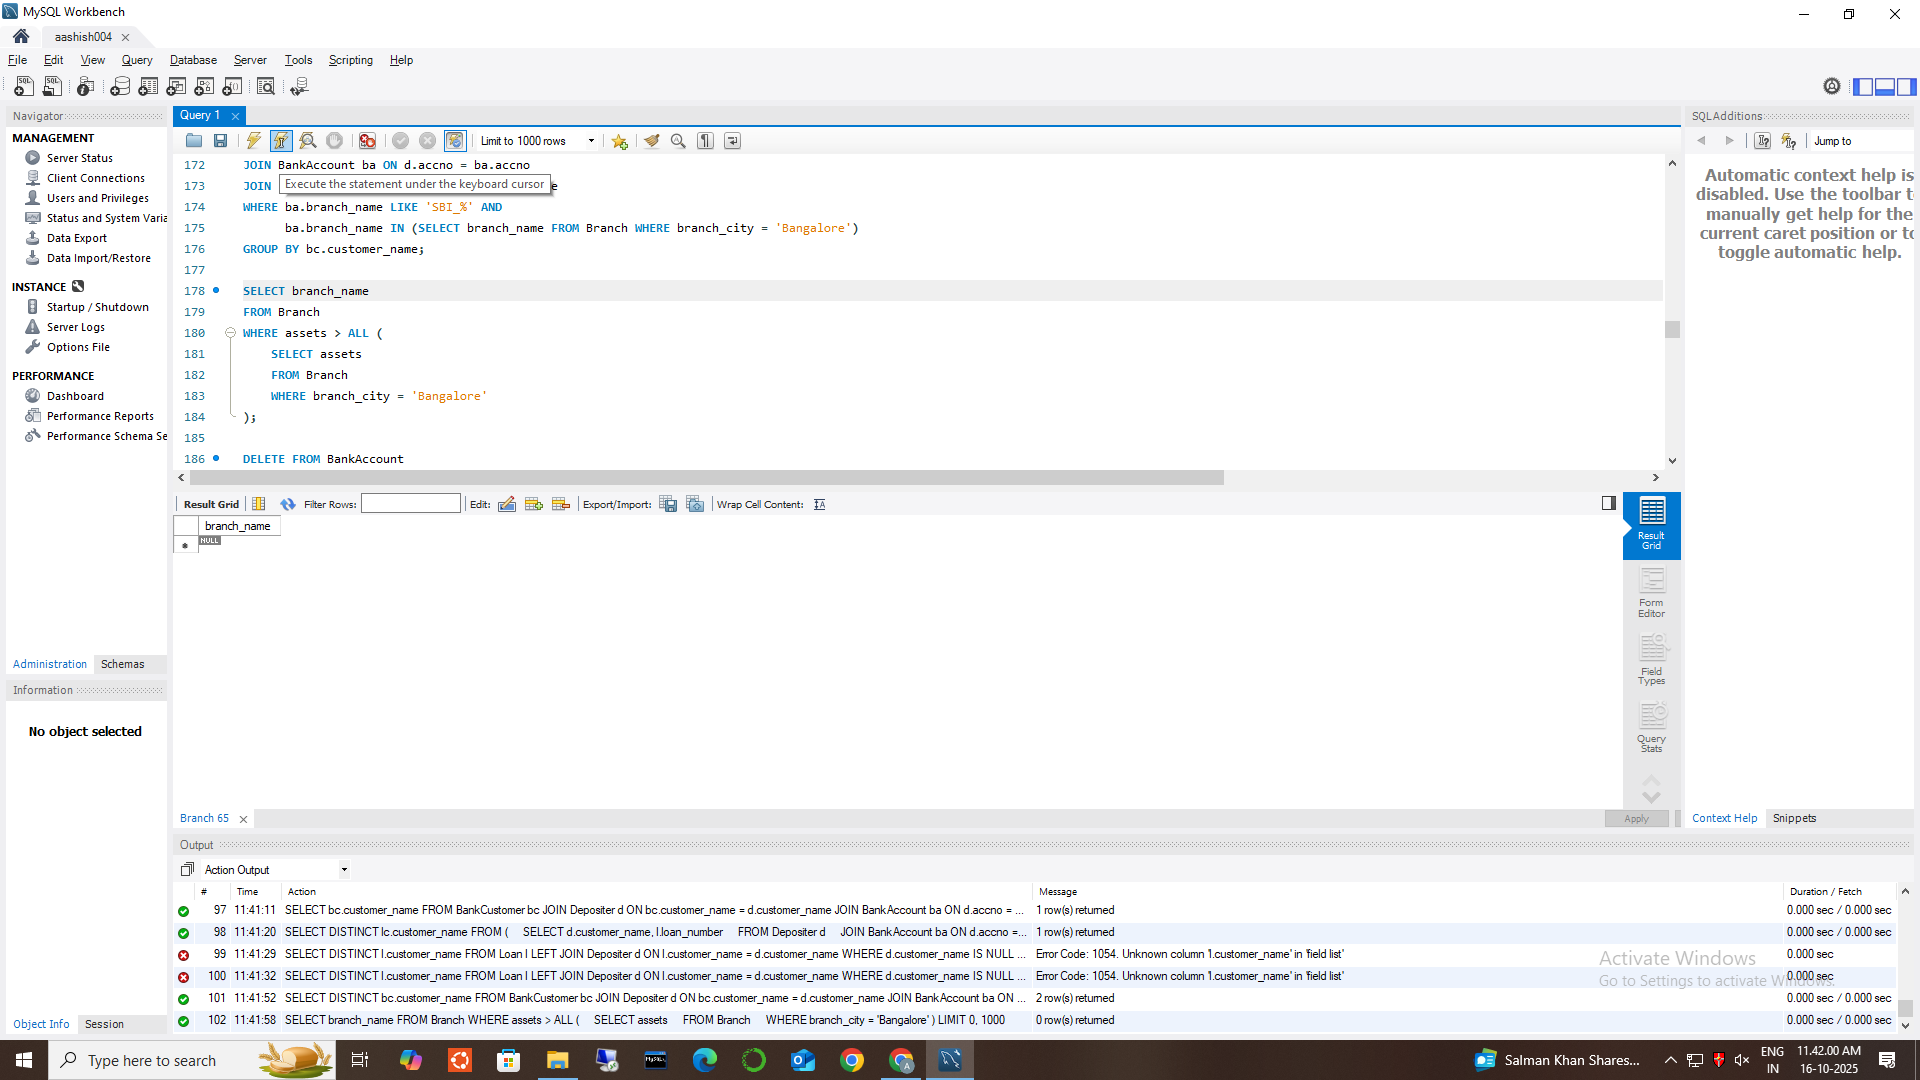 MySQL Workbench
aashish004
File Edit View Query Database Server Tools Scripting Help
Navigator
MANAGEMENT
Server Status
Client Connections
Users and Privileges
Status and System Varia
Data Export
Data Import/Restore
INSTANCE
Startup / Shutdown
Server Logs
Options File
PERFORMANCE
Dashboard
Performance Reports
Performance Schema Se
Administration Schemas
Information
No object selected
Object Info Session
Query 1
Limit to 1000 rows
172 JOIN BankAccount ba ON d.accno = ba.accno
173 JOIN e
Execute the statement under the keyboard cursor
174 WHERE ba.branch_name LIKE 'SBI_%' AND
175 ba.branch_name IN (SELECT branch_name FROM Branch WHERE branch_city = 'Bangalore')
176 GROUP BY bc.customer_name;
177
178 SELECT branch_name
179 FROM Branch
180 WHERE assets > ALL (
181 SELECT assets
182 FROM Branch
183 WHERE branch_city = 'Bangalore'
184 );
185
186 DELETE FROM BankAccount
Result Grid Filter Rows: Edit: Export/Import: Wrap Cell Content:
branch_name
NULL
Result Grid
Form Editor
Field Types
Query Stats
Branch 65
Apply
SQLAdditions
Jump to
Automatic context help is
disabled. Use the toolbar t
manually get help for the
current caret position or to
toggle automatic help.
Context Help Snippets
Output
Action Output
# Time Action Message Duration / Fetch
97 11:41:11 SELECT bc.customer_name FROM BankCustomer bc JOIN Depositer d ON bc.customer_name = d.customer_name JOIN BankAccount ba ON d.accno = ... 1 row(s) returned 0.000 sec / 0.000 sec
98 11:41:20 SELECT DISTINCT lc.customer_name FROM ( SELECT d.customer_name, l.loan_number FROM Depositer d JOIN BankAccount ba ON d.accno =... 1 row(s) returned 0.000 sec / 0.000 sec
99 11:41:29 SELECT DISTINCT l.customer_name FROM Loan l LEFT JOIN Depositer d ON l.customer_name = d.customer_name WHERE d.customer_name IS NULL ... Error Code: 1054. Unknown column 'l.customer_name' in 'field list' 0.000 sec
100 11:41:32 SELECT DISTINCT l.customer_name FROM Loan l LEFT JOIN Depositer d ON l.customer_name = d.customer_name WHERE d.customer_name IS NULL ... Error Code: 1054. Unknown column 'l.customer_name' in 'field list' 0.000 sec
101 11:41:52 SELECT DISTINCT bc.customer_name FROM BankCustomer bc JOIN Depositer d ON bc.customer_name = d.customer_name JOIN BankAccount ba ON ... 2 row(s) returned 0.000 sec / 0.000 sec
102 11:41:58 SELECT branch_name FROM Branch WHERE assets > ALL ( SELECT assets FROM Branch WHERE branch_city = 'Bangalore' ) LIMIT 0, 1000 0 row(s) returned 0.000 sec / 0.000 sec
Activate Windows
Go to Settings to activate Windows.
Type here to search
Salman Khan Shares...
ENG
IN
11.42.00 AM
16-10-2025